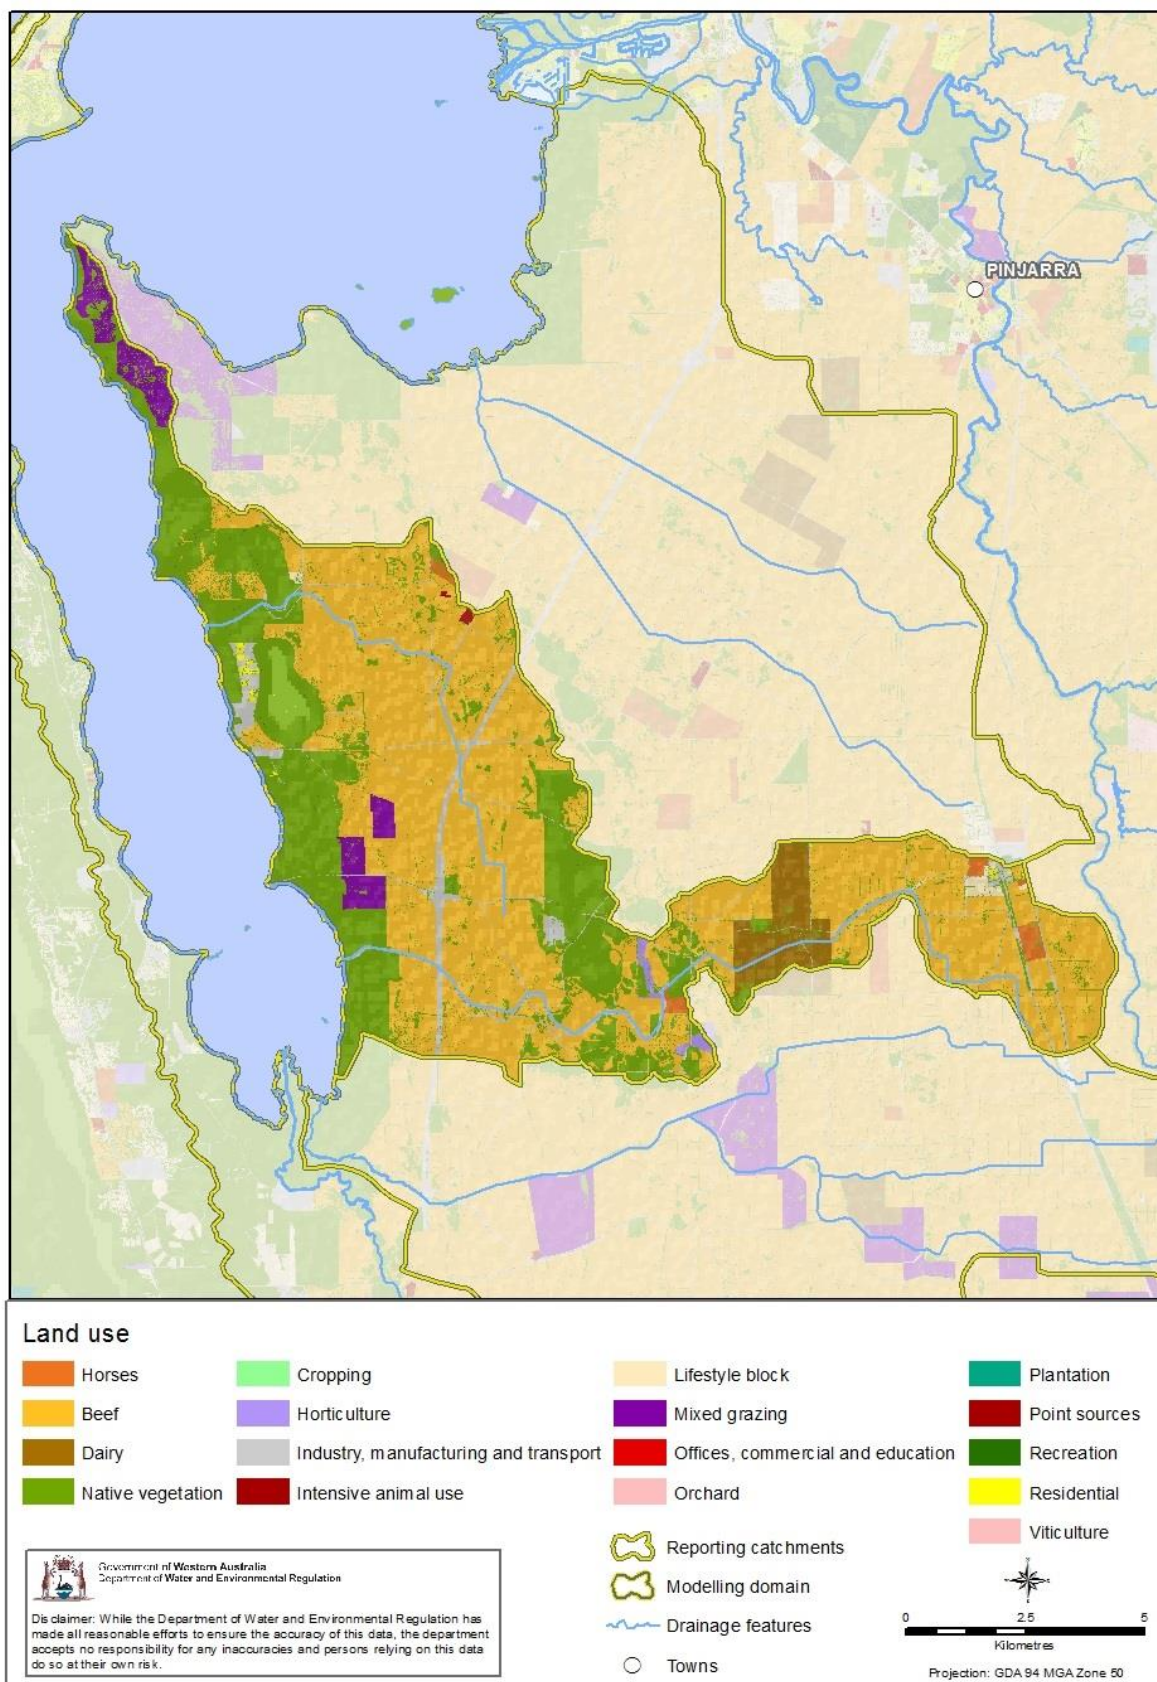 PINJARRA
Land use
Horses
Beef
Dairy
Native vegetation
Cropping
Horticulture
Industry, manufacturing and transport
Intensive animal use
Lifestyle block
Mixed grazing
Offices, commercial and education
Orchard
Plantation
Point sources
Recreation
Residential
Viticulture
Reporting catchments
Modelling domain
Drainage features
Towns
Government of Western Australia
Department of Water and Environmental Regulation
Disclaimer: While the Department of Water and Environmental Regulation has
made all reasonable efforts to ensure the accuracy of this data, the department
accepts no responsibility for any inaccuracies and persons relying on this data
do so at their own risk.
0 2.5 5
Kilometres
Projection: GDA 94 MGA Zone 50